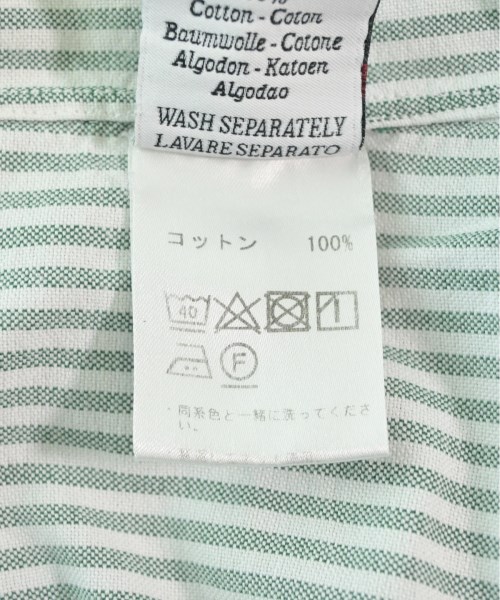 Cotton - Coton
Baumwolle - Cotone
Algodon - Katoen
Algodao
WASH SEPARATELY
LAVARE SEPARATO
コットン 100%
40
F
・同系色と一緒に洗ってくださ
い。